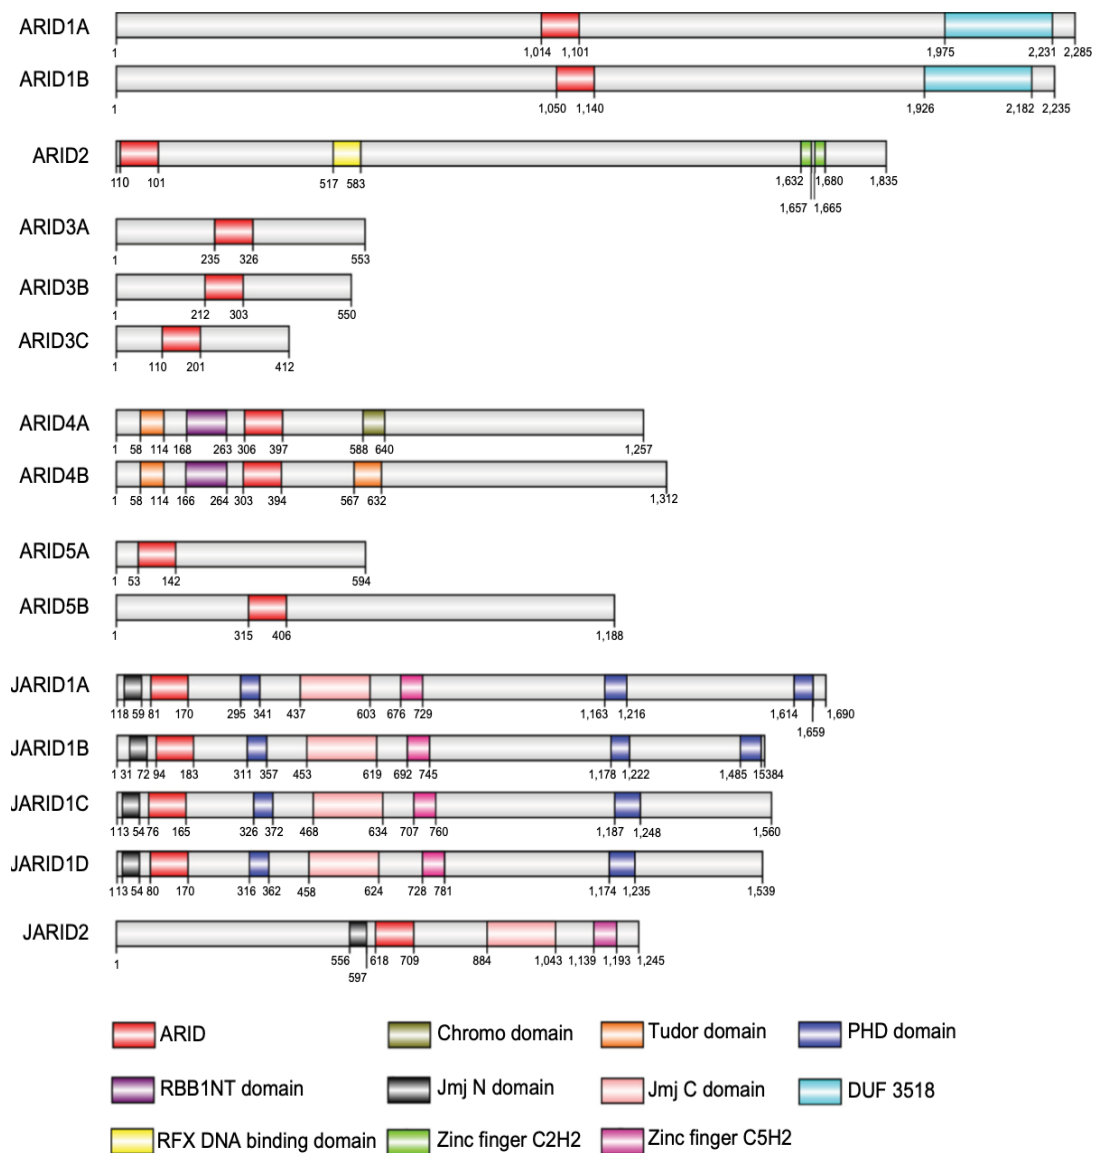 ARID1A
1 1,014 1,101 1,975 2,231 2,285
ARID1B
1 1,050 1,140 1,926 2,182 2,235
ARID2
110 101 517 583 1,632 1,680 1,835
1,657 1,665
ARID3A
1 235 326 553
ARID3B
1 212 303 550
ARID3C
1 110 201 412
ARID4A
1 58 114 168 263 306 397 588 640 1,257
ARID4B
1 58 114 166 264 303 394 567 632 1,312
ARID5A
1 53 142 594
ARID5B
1 315 406 1,188
JARID1A
118 59 81 170 295 341 437 603 676 729 1,163 1,216 1,614 1,690
1,659
JARID1B
1 31 72 94 183 311 357 453 619 692 745 1,178 1,222 1,485 15384
JARID1C
113 54 76 165 326 372 468 634 707 760 1,187 1,248 1,560
JARID1D
113 54 80 170 316 362 458 624 728 781 1,174 1,235 1,539
JARID2
1 556 618 709 884 1,043 1,139 1,193 1,245
597
ARID Chromo domain Tudor domain PHD domain
RBB1NT domain Jmj N domain Jmj C domain DUF 3518
RFX DNA binding domain Zinc finger C2H2 Zinc finger C5H2